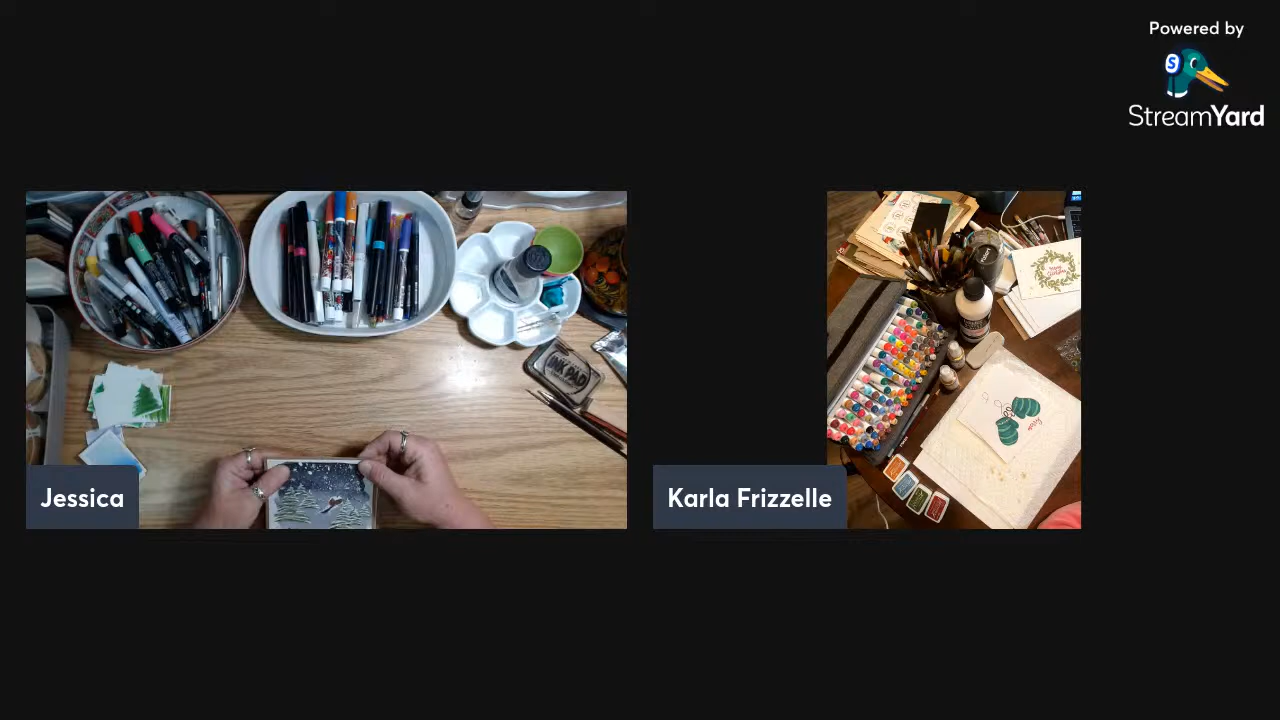 Powered by
S
StreamYard
INK PAD
Jessica
Karla Frizzelle